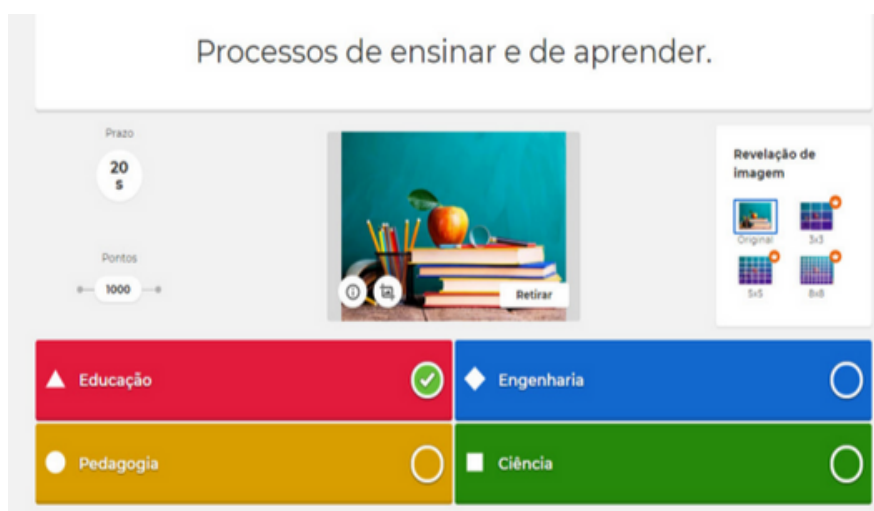 Processos de ensinar e de aprender.
Prazo
20
s
Pontos
1000
Retirar
Revelação de
imagem
Original
3x3
5x5
8x8
Educação
Engenharia
Pedagogia
Ciência